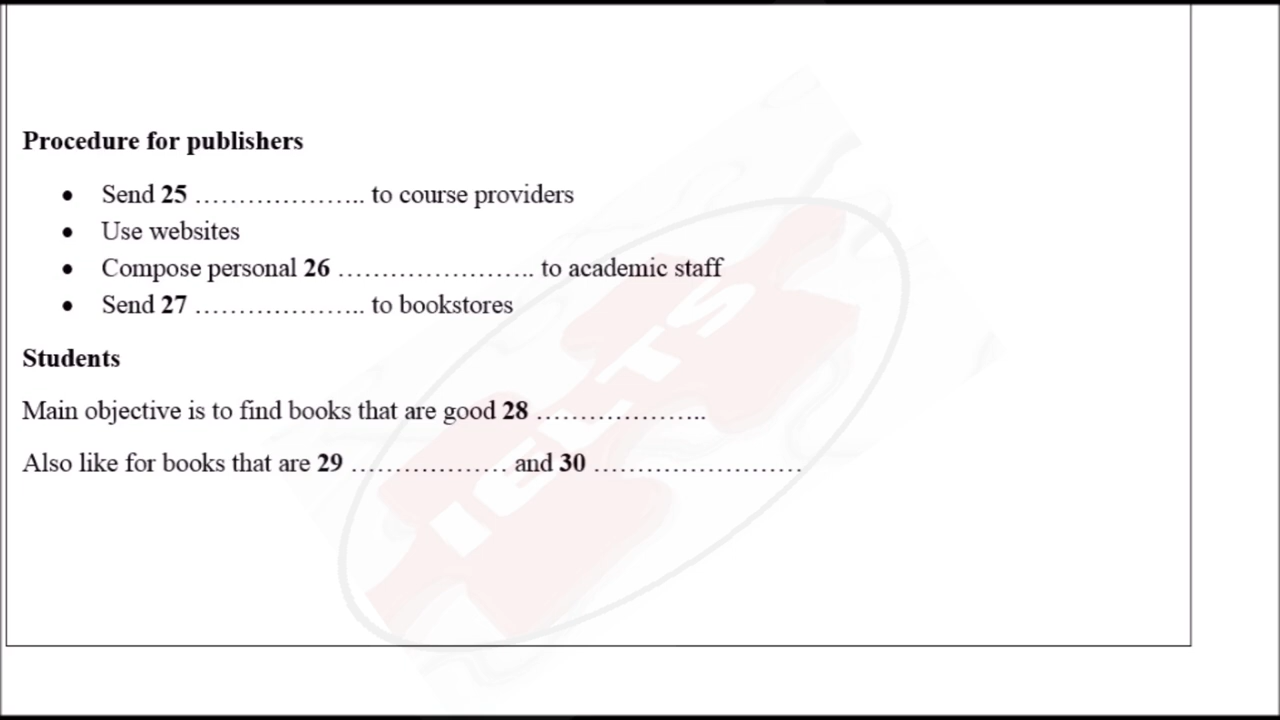 Procedure for publishers
• Send 25 ………………... to course providers
• Use websites
• Compose personal 26 ………………….. to academic staff
• Send 27 ………………... to bookstores
Students
Main objective is to find books that are good 28 ………………..
Also like for books that are 29 ……………… and 30 ……………………
IELTS